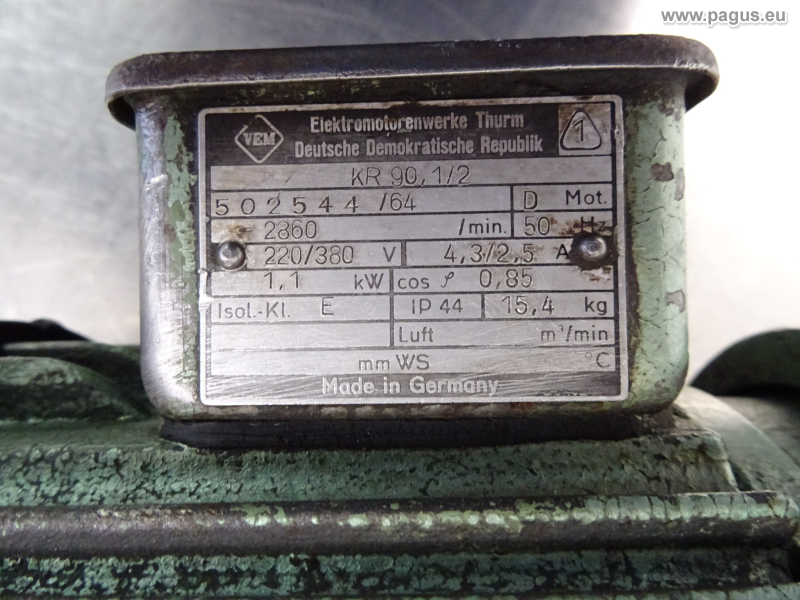 www.pagus.eu
VEM Elektromotorenwerke Thurm 1
Deutsche Demokratische Republik
KR 90,1/2
502544 /64 D Mot.
2860 /min. 50 Hz
220/380 V 4,3/2,5 A
1,1 kW cos φ 0,85
Isol.-Kl. E IP 44 15,4 kg
Luft m³/min
mm WS °C
Made in Germany